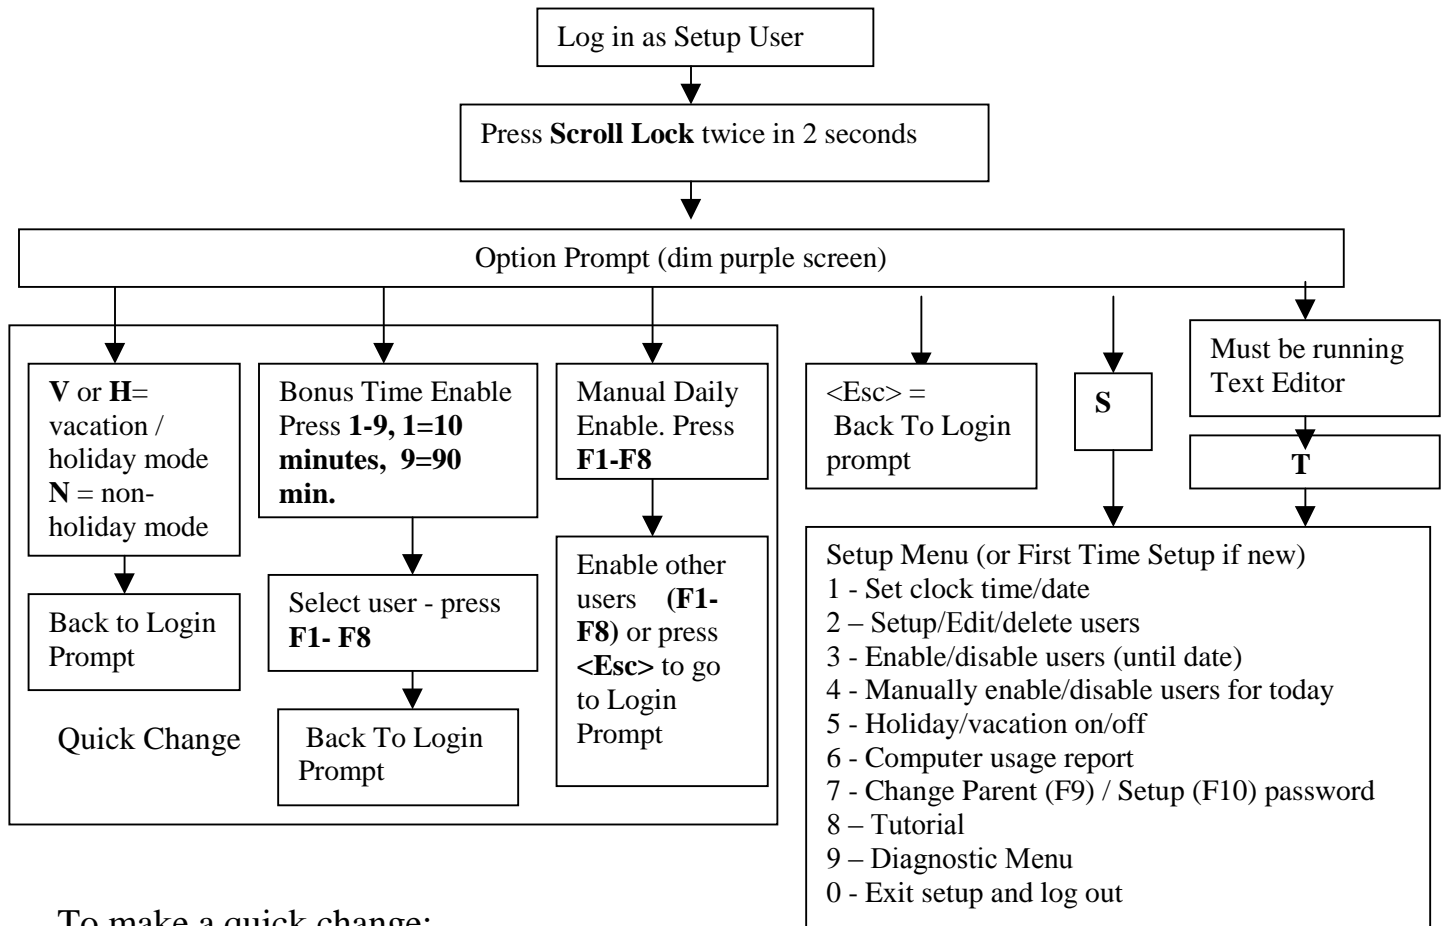 Log in as Setup User
Press Scroll Lock twice in 2 seconds
Option Prompt (dim purple screen)
V or H=
vacation /
holiday mode
N = non-
holiday mode
Back to Login
Prompt
Quick Change
Bonus Time Enable
Press 1-9, 1=10
minutes, 9=90
min.
Select user - press
F1- F8
Back To Login
Prompt
Manual Daily
Enable. Press
F1-F8
Enable other
users (F1-
F8) or press
<Esc> to go
to Login
Prompt
<Esc> =
Back To Login
prompt
S
Must be running
Text Editor
T
Setup Menu (or First Time Setup if new)
1 - Set clock time/date
2 – Setup/Edit/delete users
3 - Enable/disable users (until date)
4 - Manually enable/disable users for today
5 - Holiday/vacation on/off
6 - Computer usage report
7 - Change Parent (F9) / Setup (F10) password
8 – Tutorial
9 – Diagnostic Menu
0 - Exit setup and log out
To make a quick change: